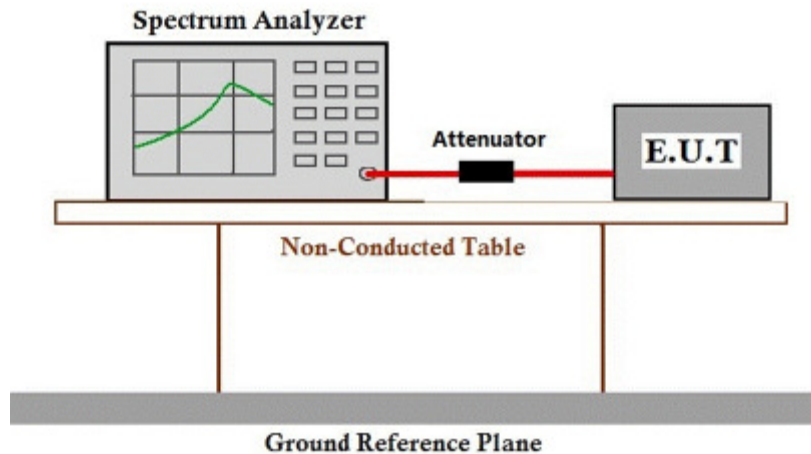 Spectrum Analyzer
Attenuator
E.U.T
Non-Conducted Table
Ground Reference Plane